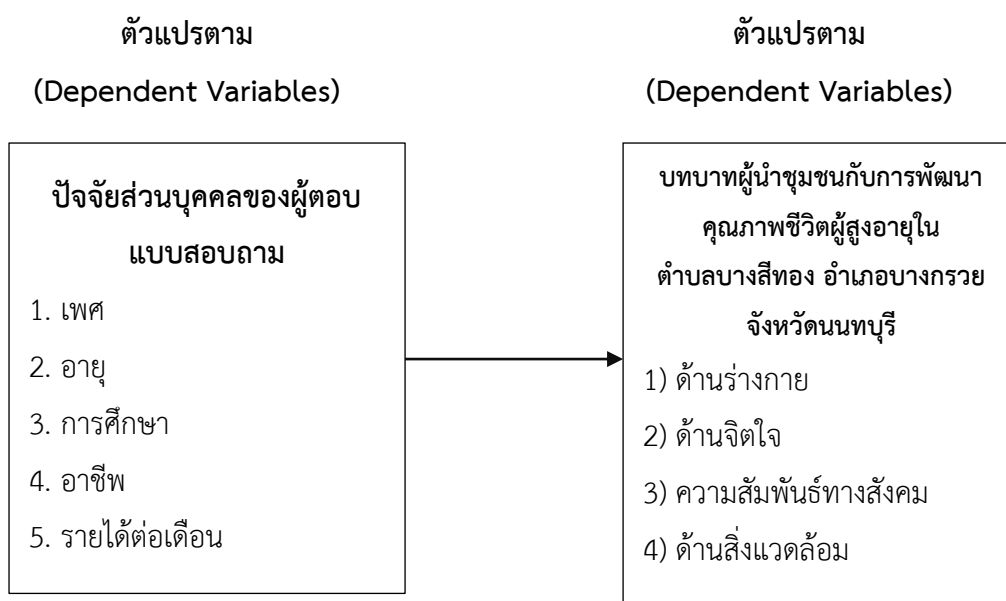 ตัวแปรตาม
(Dependent Variables)
ปัจจัยส่วนบุคคลของผู้ตอบ
แบบสอบถาม
1. เพศ
2. อายุ
3. การศึกษา
4. อาชีพ
5. รายได้ต่อเดือน
ตัวแปรตาม
(Dependent Variables)
บทบาทผู้นำชุมชนกับการพัฒนา
คุณภาพชีวิตผู้สูงอายุใน
ตำบลบางสีทอง อำเภอบางกรวย
จังหวัดนนทบุรี
1) ด้านร่างกาย
2) ด้านจิตใจ
3) ความสัมพันธ์ทางสังคม
4) ด้านสิ่งแวดล้อม